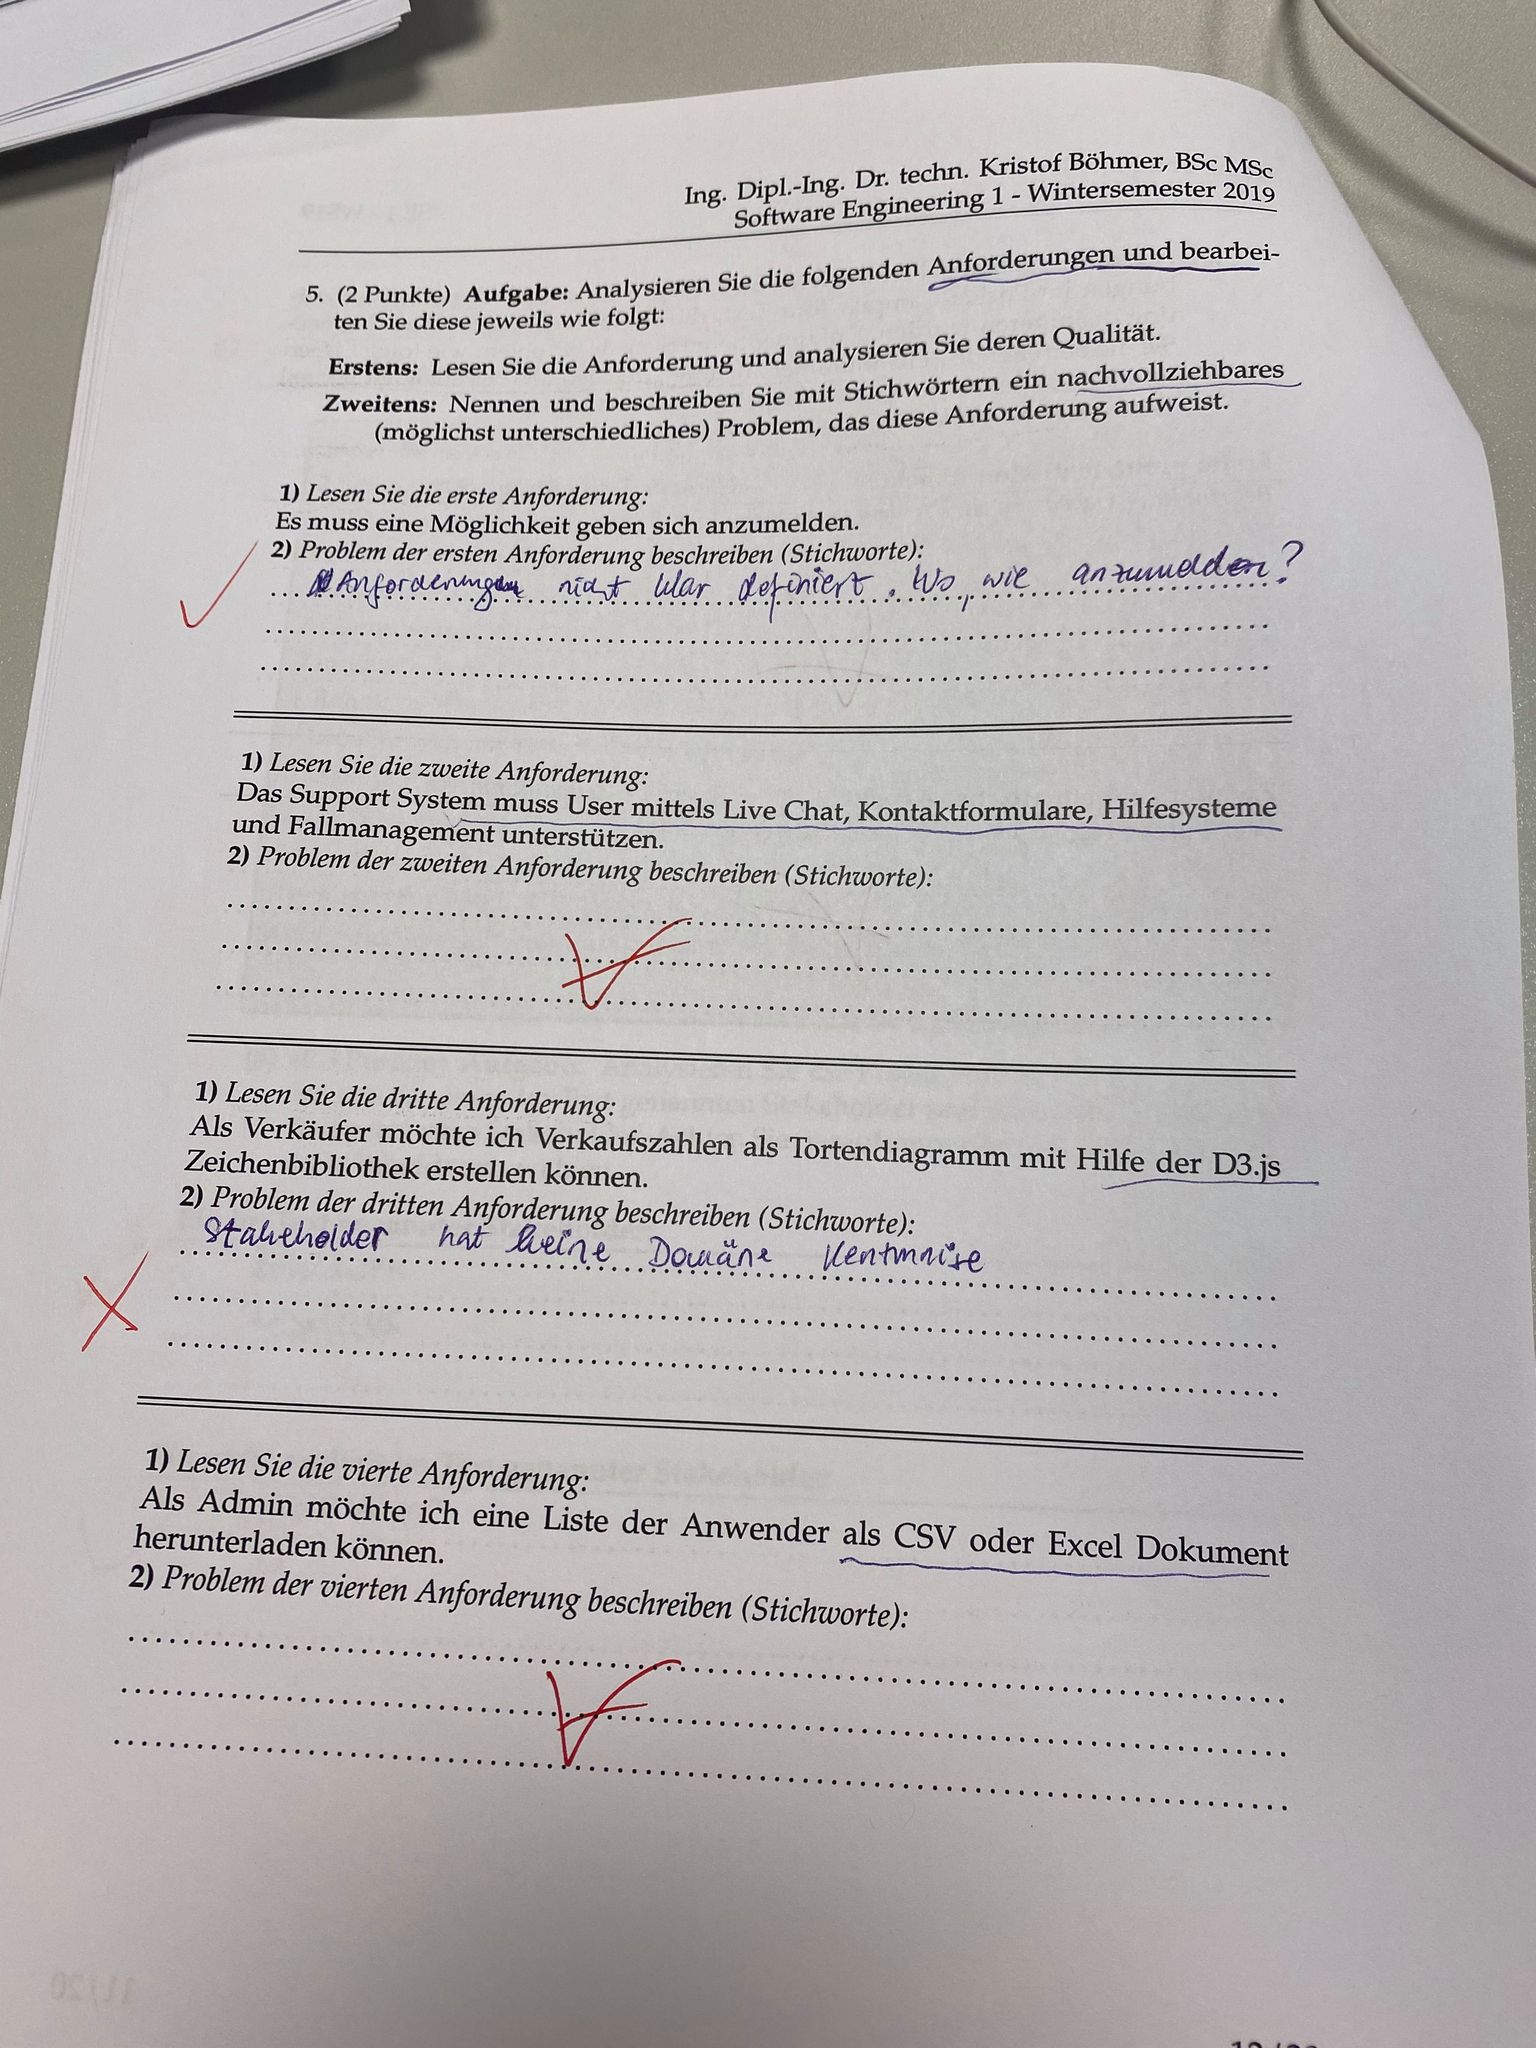 Ing. Dipl.-Ing. Dr. techn. Kristof Böhmer, BSc MSc
Software Engineering 1 - Wintersemester 2019
5. (2 Punkte) Aufgabe: Analysieren Sie die folgenden Anforderungen und bearbei-
ten Sie diese jeweils wie folgt:
Erstens: Lesen Sie die Anforderung und analysieren Sie deren Qualität.
Zweitens: Nennen und beschreiben Sie mit Stichwörtern ein nachvollziehbares
(möglichst unterschiedliches) Problem, das diese Anforderung aufweist.
1) Lesen Sie die erste Anforderung:
Es muss eine Möglichkeit geben sich anzumelden.
2) Problem der ersten Anforderung beschreiben (Stichworte):
nicht klar definiert. Wo, wie anzumelden?
1) Lesen Sie die zweite Anforderung:
Das Support System muss User mittels Live Chat, Kontaktformulare, Hilfesysteme
und Fallmanagement unterstützen.
2) Problem der zweiten Anforderung beschreiben (Stichworte):
1) Lesen Sie die dritte Anforderung:
Als Verkäufer möchte ich Verkaufszahlen als Tortendiagramm mit Hilfe der D3.js
Zeichenbibliothek erstellen können.
2) Problem der dritten Anforderung beschreiben (Stichworte):
Stakeholder hat keine Domäne
1) Lesen Sie die vierte Anforderung:
Als Admin möchte ich eine Liste der Anwender als CSV oder Excel Dokument
herunterladen können.
2) Problem der vierten Anforderung beschreiben (Stichworte):